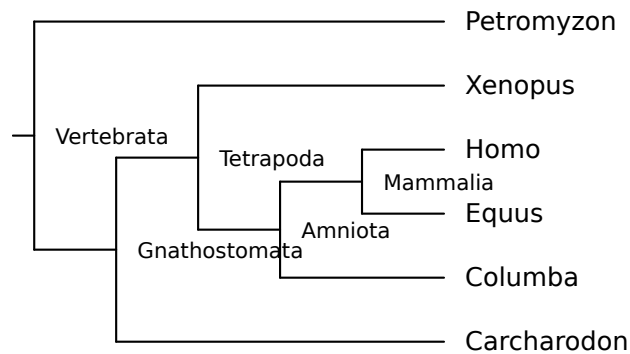 Petromyzon
Xenopus
Vertebrata
Homo
Tetrapoda
Mammalia
Equus
Amniota
Gnathostomata
Columba
Carcharodon